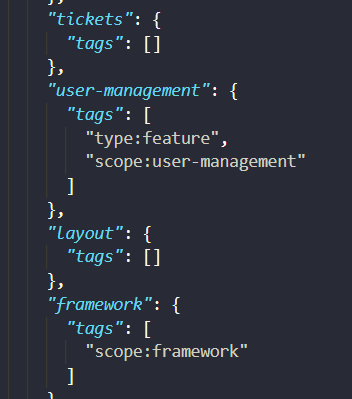 },
"tickets": {
"tags": []
},
"user-management": {
"tags": [
"type:feature",
"scope:user-management"
]
},
"layout": {
"tags": []
},
"framework": {
"tags": [
"scope:framework"
]
},